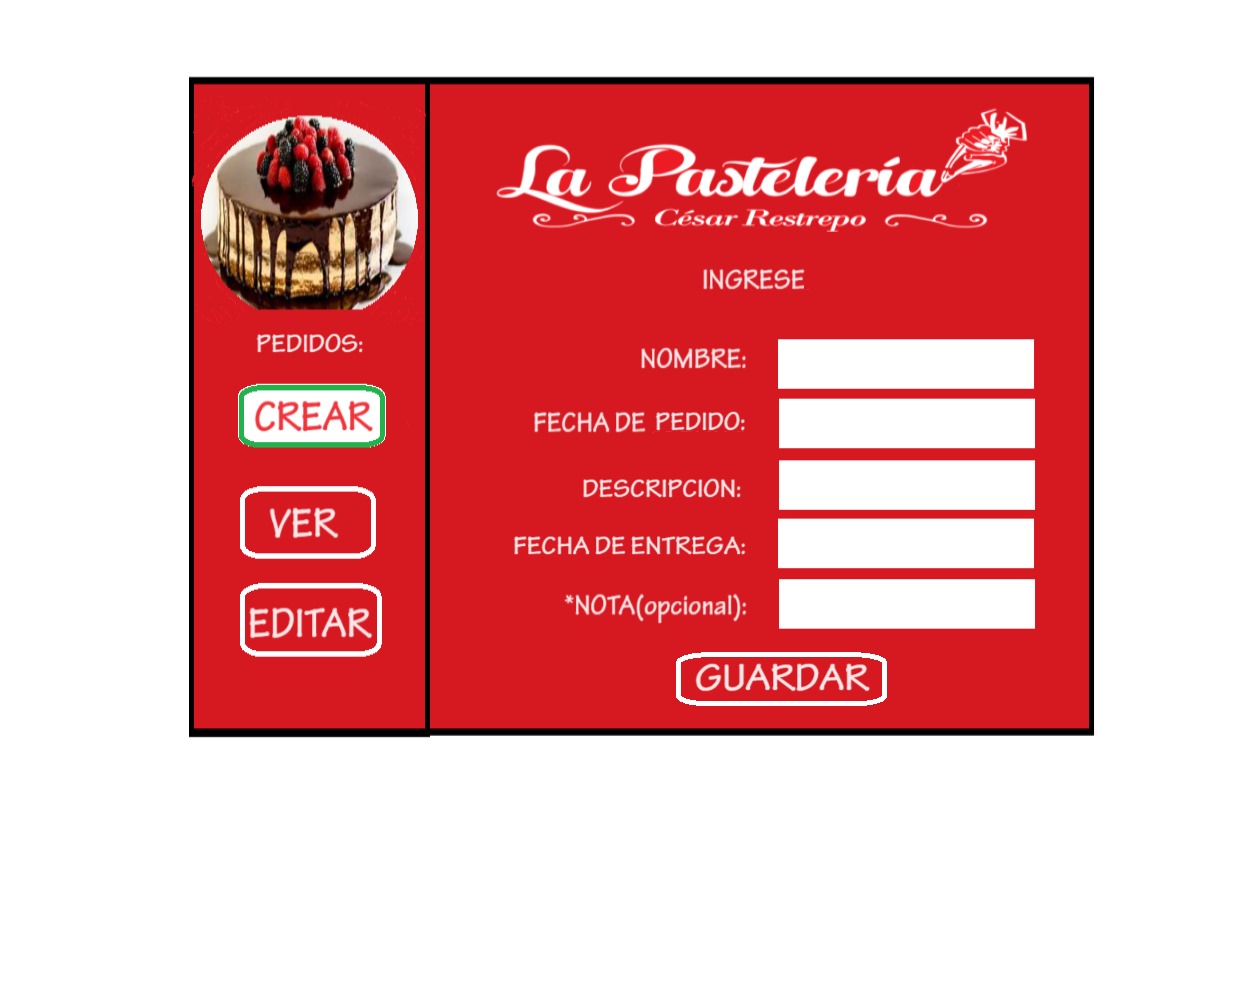 La Pastelería
César Restrepo
INGRESE
PEDIDOS:
CREAR
VER
EDITAR
NOMBRE:
FECHA DE PEDIDO:
DESCRIPCION:
FECHA DE ENTREGA:
*NOTA(opcional):
GUARDAR